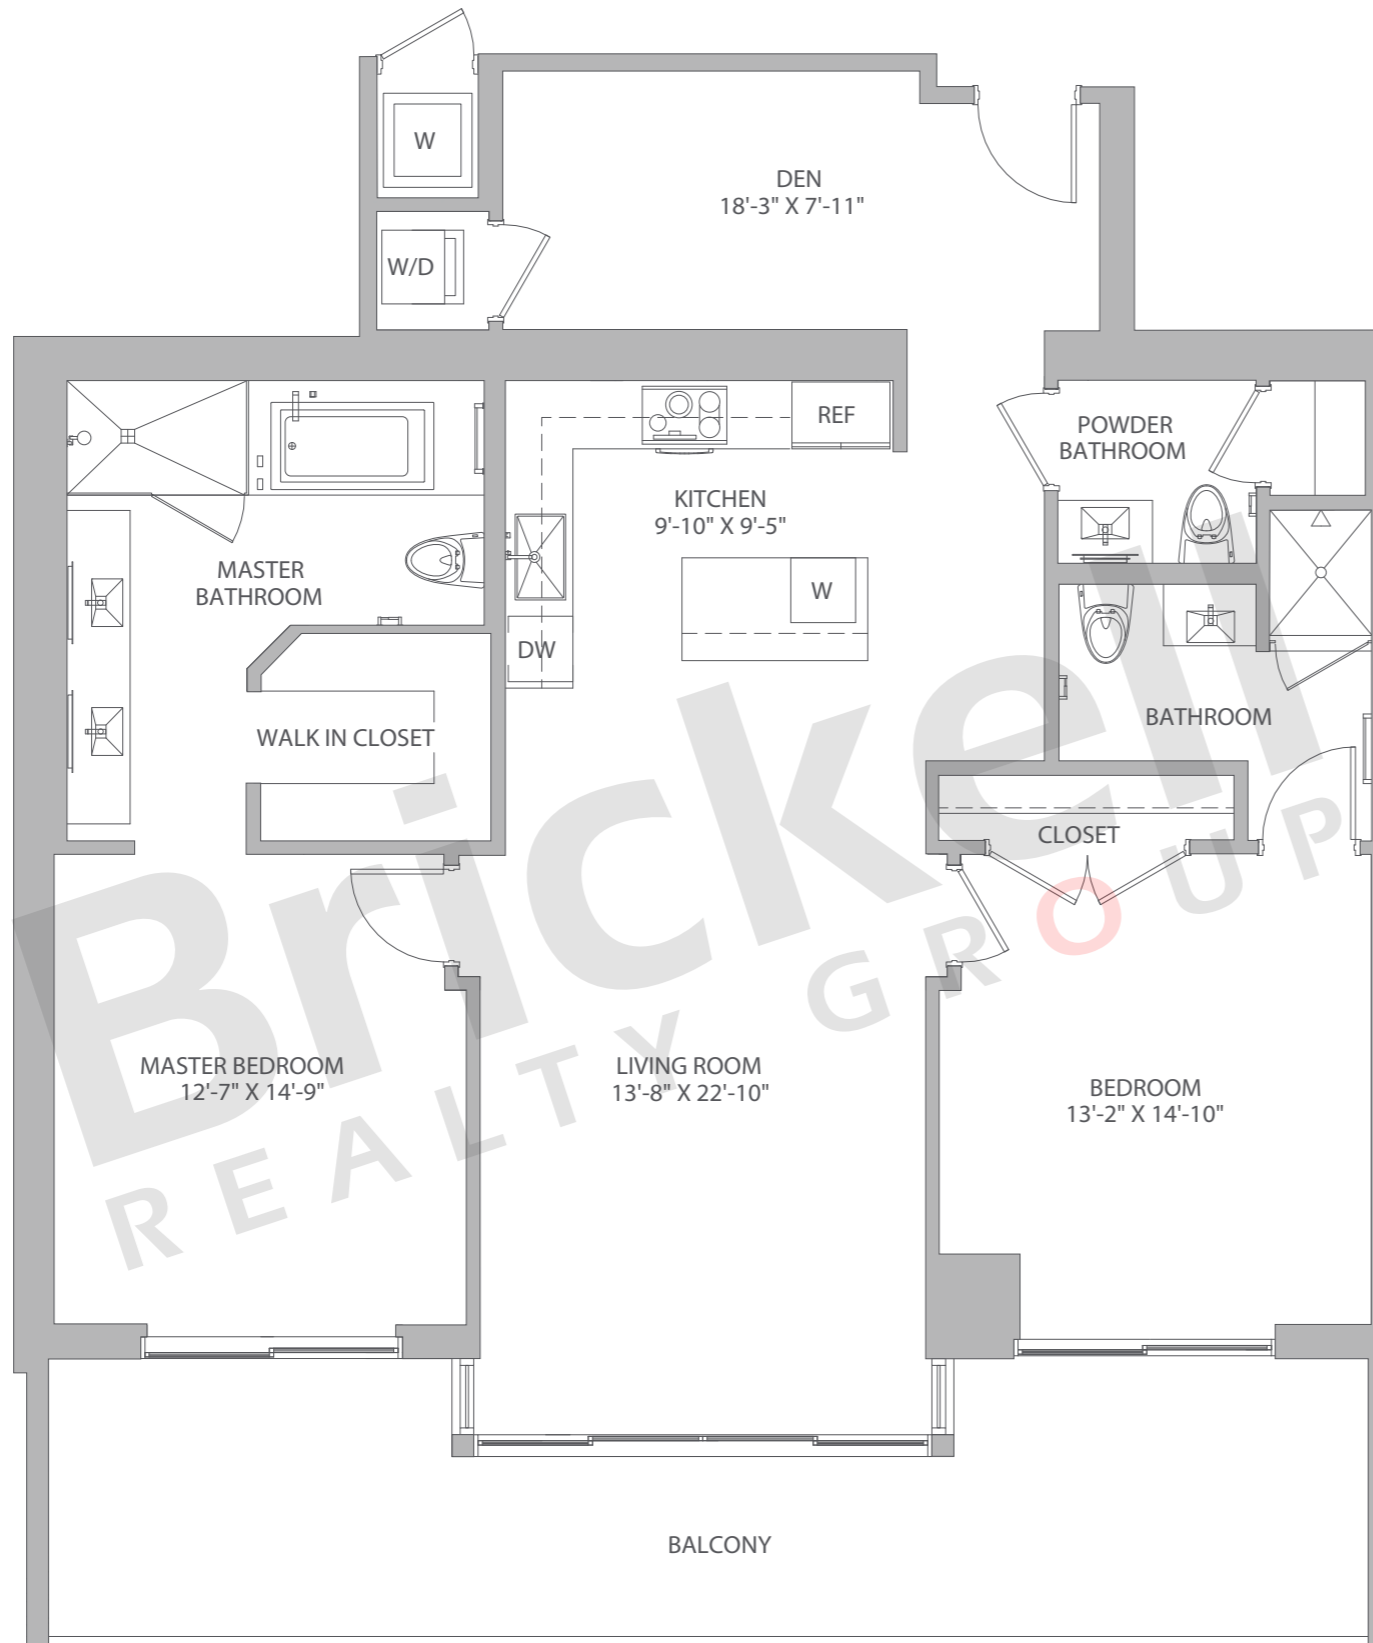 W
DEN
18'-3" X 7'-11"
W/D
REF
POWDER
BATHROOM
KITCHEN
9'-10" X 9'-5"
MASTER
BATHROOM
W
DW
BATHROOM
WALK IN CLOSET
CLOSET
Brickell
REALTY GROUP
MASTER BEDROOM
12'-7" X 14'-9"
LIVING ROOM
13'-8" X 22'-10"
BEDROOM
13'-2" X 14'-10"
BALCONY